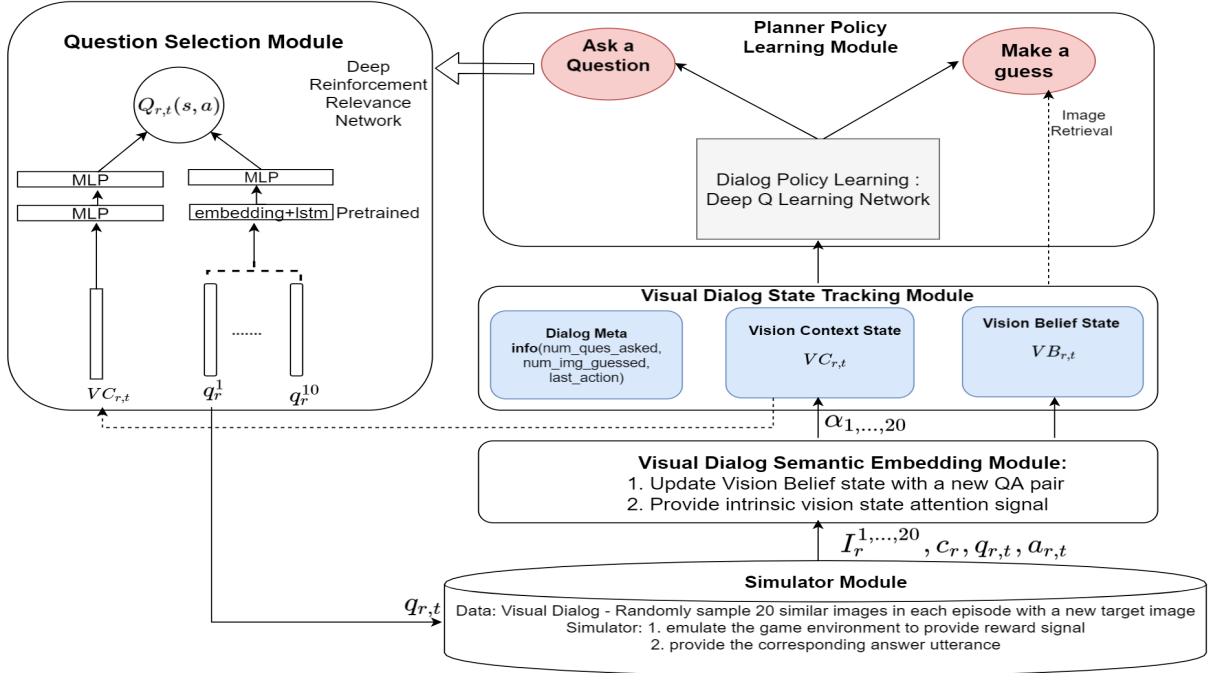 Question Selection Module
Deep
Reinforcement
Relevance
Network
Q_{r,t}(s, a)
MLP
MLP
MLP
embedding+lstm
Pretrained
.......
VC_{r,t}
q_r^1
q_r^{10}
Planner Policy
Learning Module
Ask a
Question
Make a
guess
Image
Retrieval
Dialog Policy Learning :
Deep Q Learning Network
Visual Dialog State Tracking Module
Dialog Meta
info(num_ques_asked,
num_img_guessed,
last_action)
Vision Context State
VC_{r,t}
Vision Belief State
VB_{r,t}
α_{1,...,20}
Visual Dialog Semantic Embedding Module:
1. Update Vision Belief state with a new QA pair
2. Provide intrinsic vision state attention signal
I_r^{1,...,20}, c_r, q_{r,t}, a_{r,t}
q_{r,t}
Simulator Module
Data: Visual Dialog - Randomly sample 20 similar images in each episode with a new target image
Simulator: 1. emulate the game environment to provide reward signal
2. provide the corresponding answer utterance